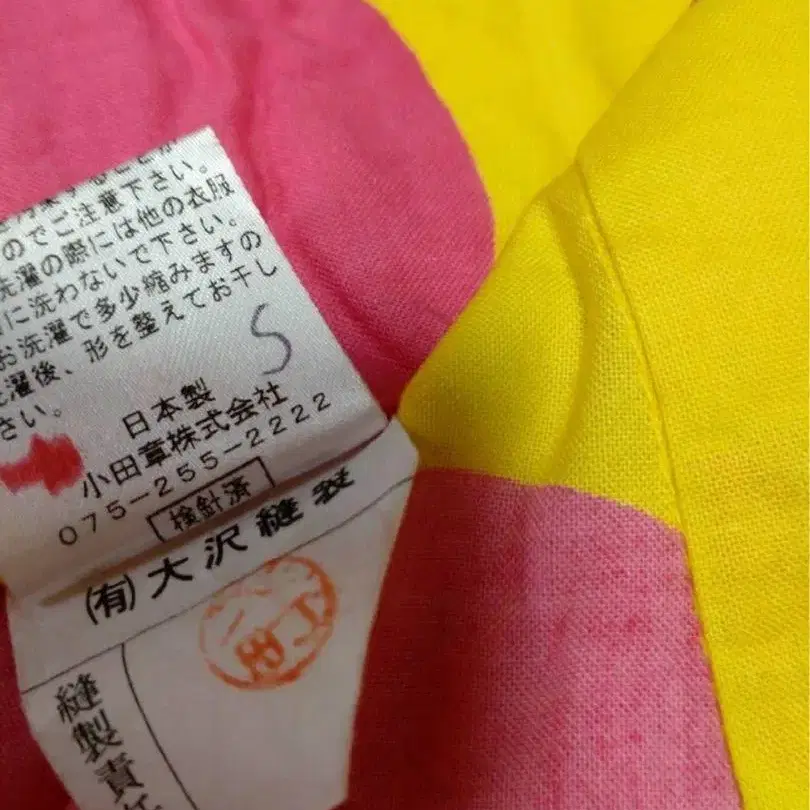 のでご注意下さい。
洗濯の際には他の衣服
に洗わないで下さい。
お洗濯で多少縮みますの
濯後、形を整えてお干し
さい。
S
日本製
小田章株式会社
075-255-2222
検針済
(有)大沢縫製
縫製責任